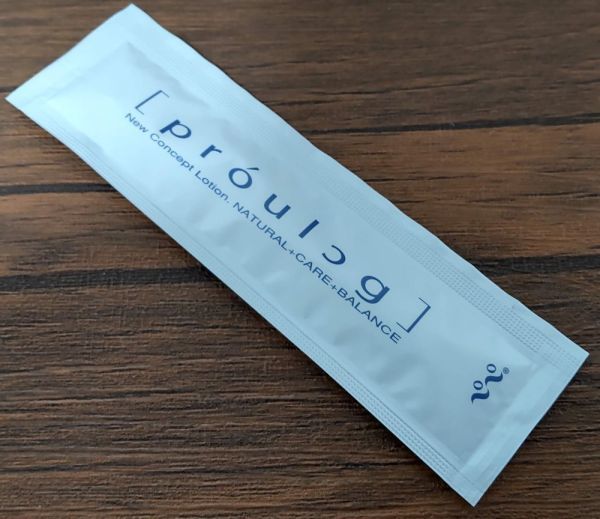 [próulɔg]
New Concept Lotion. NATURAL+CARE+BALANCE
®